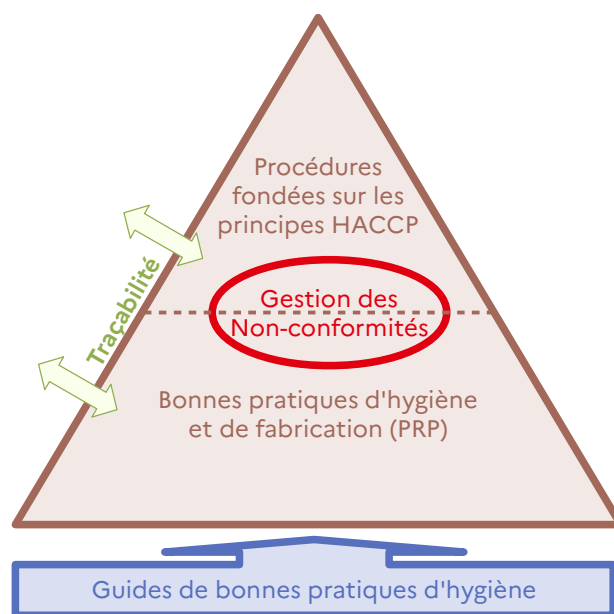 Procédures
fondées sur les
principes HACCP
Traçabilité
Gestion des
Non-conformités
Bonnes pratiques d'hygiène
et de fabrication (PRP)
Guides de bonnes pratiques d'hygiène